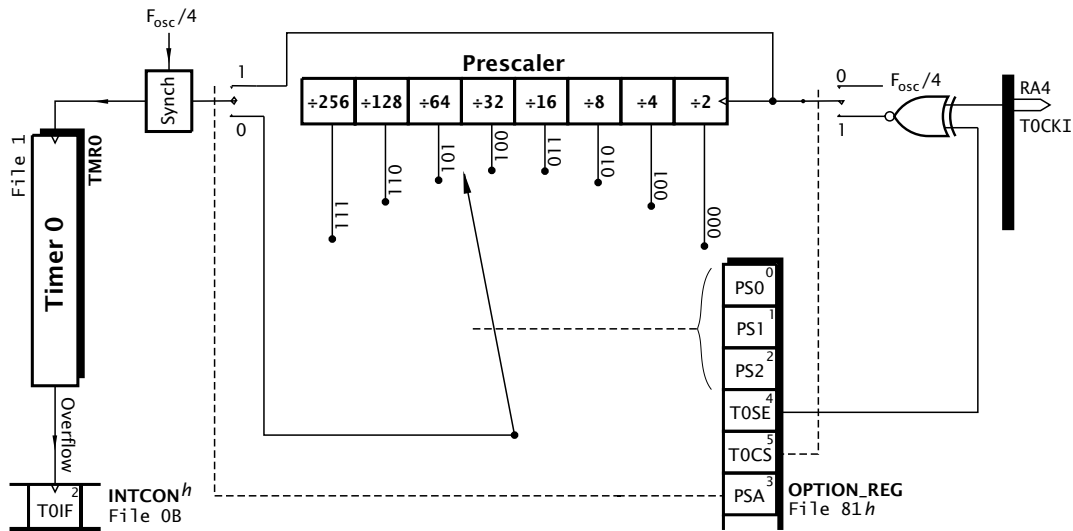 Fosc/4
Synch
1
0
Prescaler
÷256 ÷128 ÷64 ÷32 ÷16 ÷8 ÷4 ÷2
111
110
101
100
011
010
001
000
0
Fosc/4
1
RA4
T0CKI
File 1
TMR0
Timer 0
Overflow
T0IF 2
INTCON h
File 0B
PS0 0
PS1 1
PS2 2
T0SE 4
T0CS 5
PSA 3
OPTION_REG
File 81h